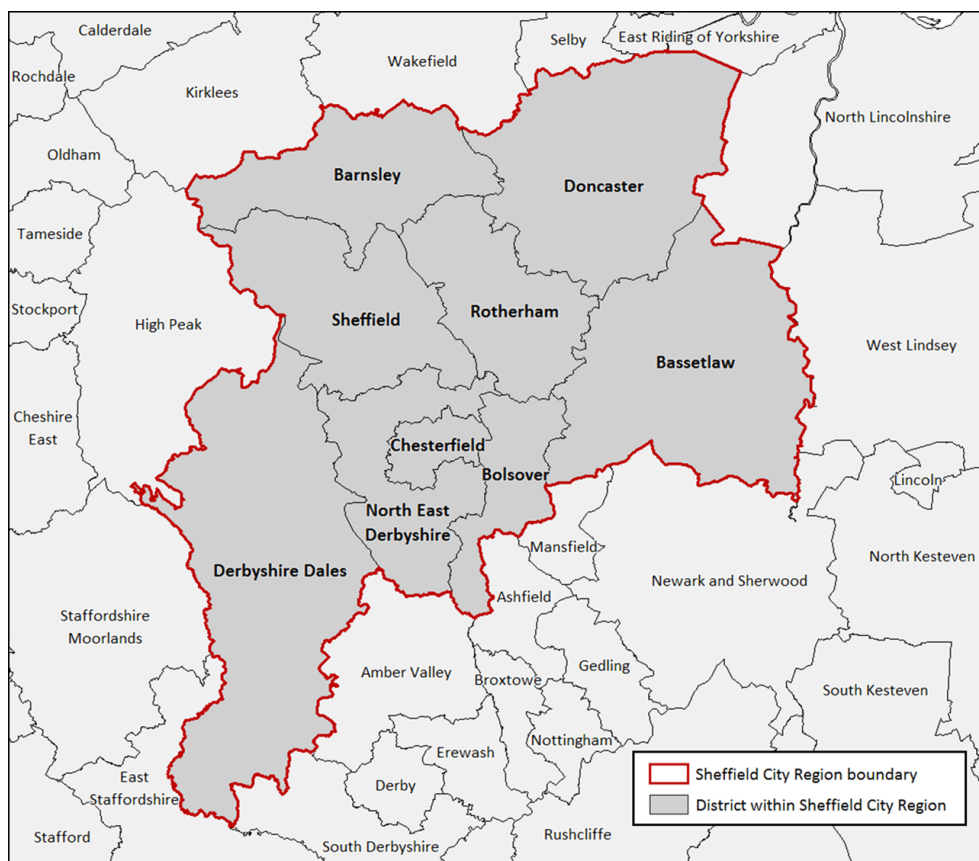 Calderdale
Selby
East Riding of Yorkshire
Wakefield
Rochdale
Kirklees
North Lincolnshire
Oldham
Barnsley
Doncaster
Tameside
Stockport
High Peak
Sheffield
Rotherham
West Lindsey
Bassetlaw
Cheshire
East
Chesterfield
Bolsover
Lincoln
North East
Derbyshire
Mansfield
North Kesteven
Derbyshire Dales
Newark and Sherwood
Ashfield
Staffordshire
Moorlands
Amber Valley
Gedling
Broxtowe
South Kesteven
Nottingham
Erewash
East
Staffordshire
Derby
Sheffield City Region boundary
District within Sheffield City Region
Stafford
South Derbyshire
Rushcliffe